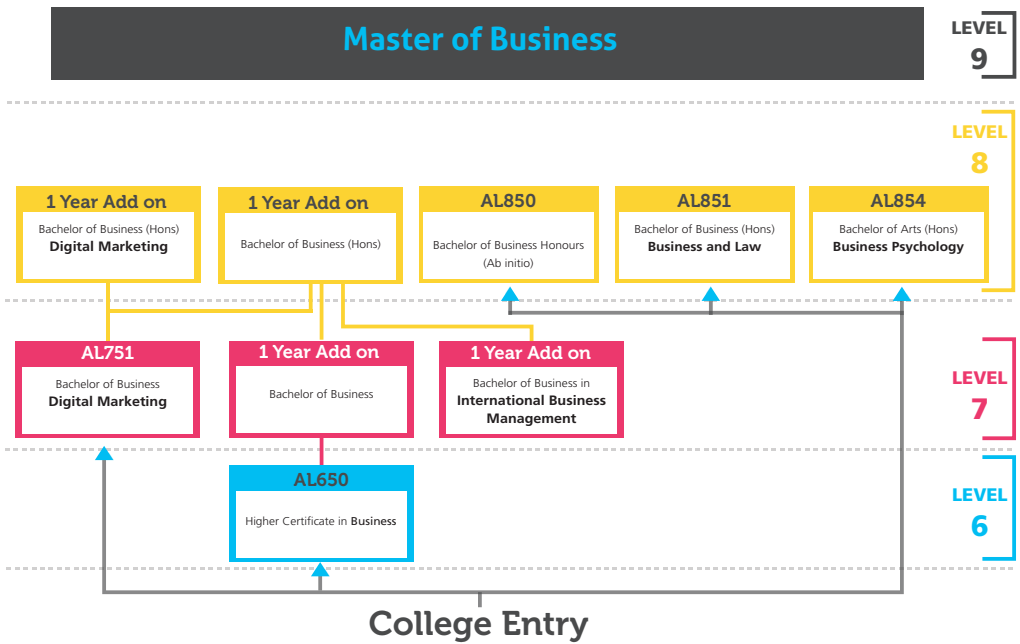 Master of Business
LEVEL
9
LEVEL
8
1 Year Add on
Bachelor of Business (Hons)
Digital Marketing
1 Year Add on
Bachelor of Business (Hons)
AL850
Bachelor of Business Honours
(Ab initio)
AL851
Bachelor of Business (Hons)
Business and Law
AL854
Bachelor of Arts (Hons)
Business Psychology
AL751
Bachelor of Business
Digital Marketing
1 Year Add on
Bachelor of Business
1 Year Add on
Bachelor of Business in
International Business
Management
LEVEL
7
AL650
Higher Certificate in Business
LEVEL
6
College Entry